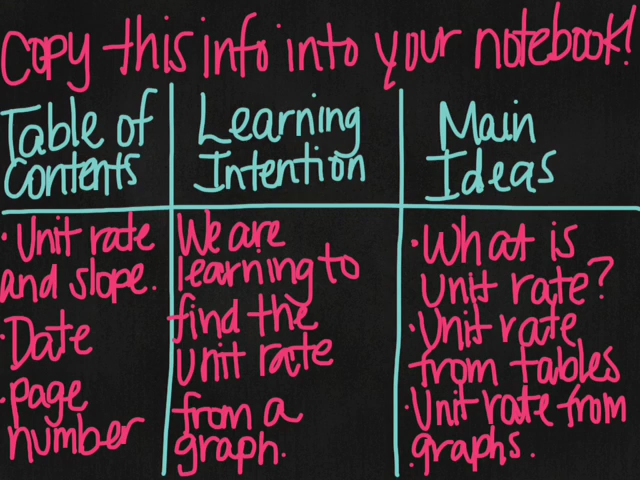 Copy this info into your notebook!
Table of
Contents
Learning
Intention
Main
Ideas
• Unit rate
and slope.
• Date
• page
number
We are
learning to
find the
unit rate
from a
graph.
• What is
unit rate?
• Unit rate
from tables
• Unit rate from
graphs.